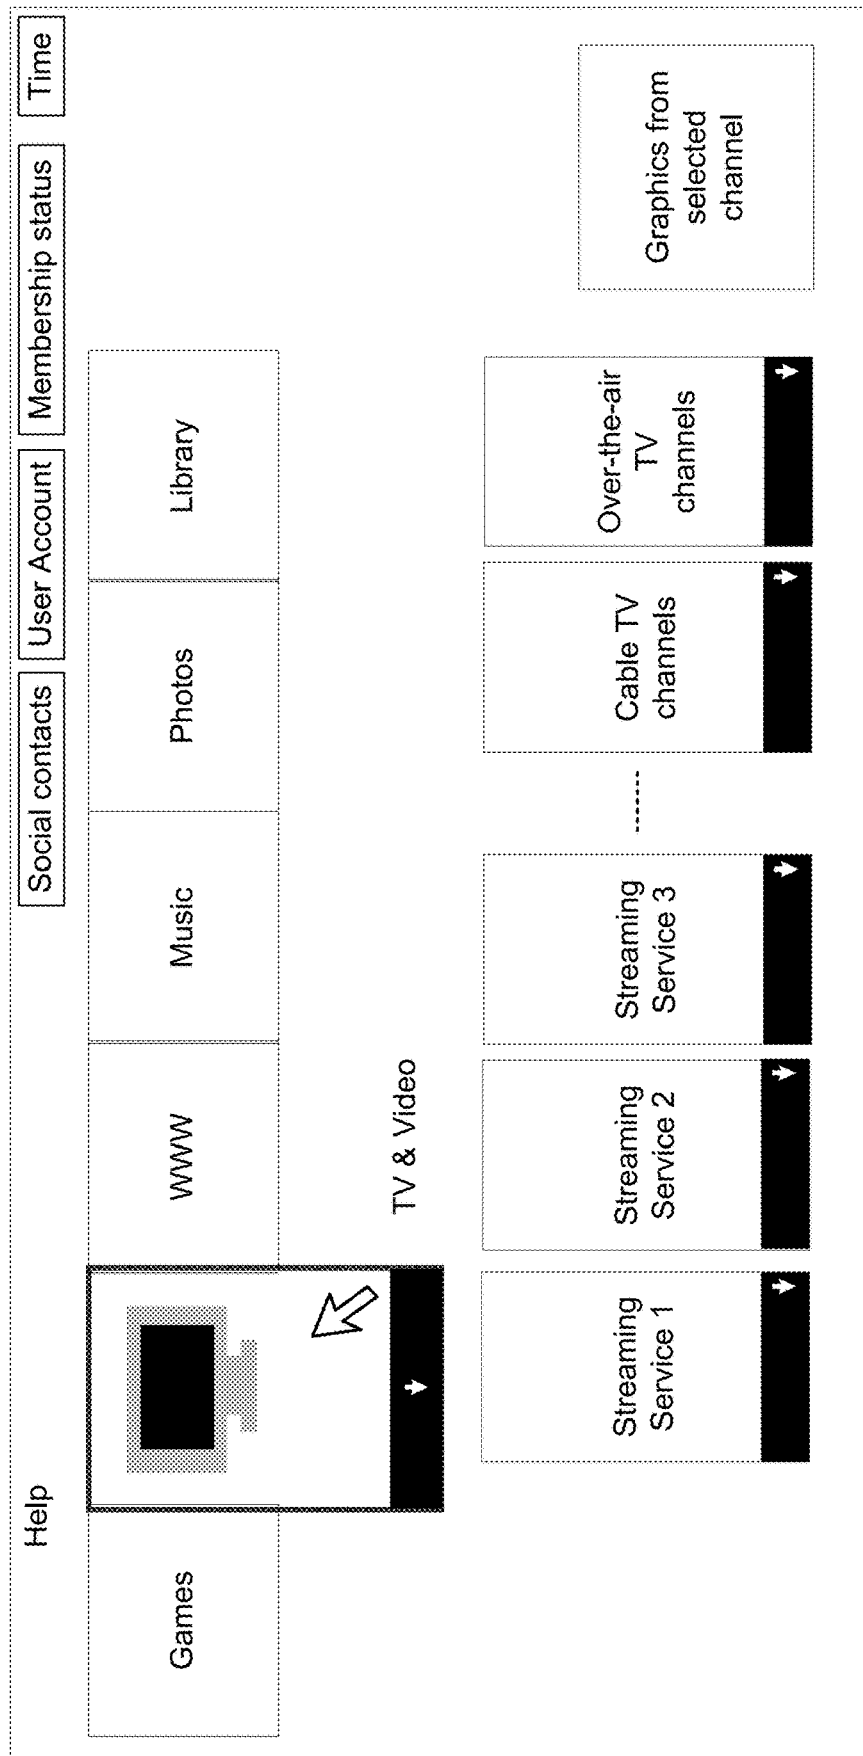 Help
Social contacts
User Account
Membership status
Time
Games
WWW
Music
Photos
Library
TV & Video
Streaming
Service 1
Streaming
Service 2
Streaming
Service 3
Cable TV
channels
Over-the-air
TV
channels
Graphics from
selected
channel